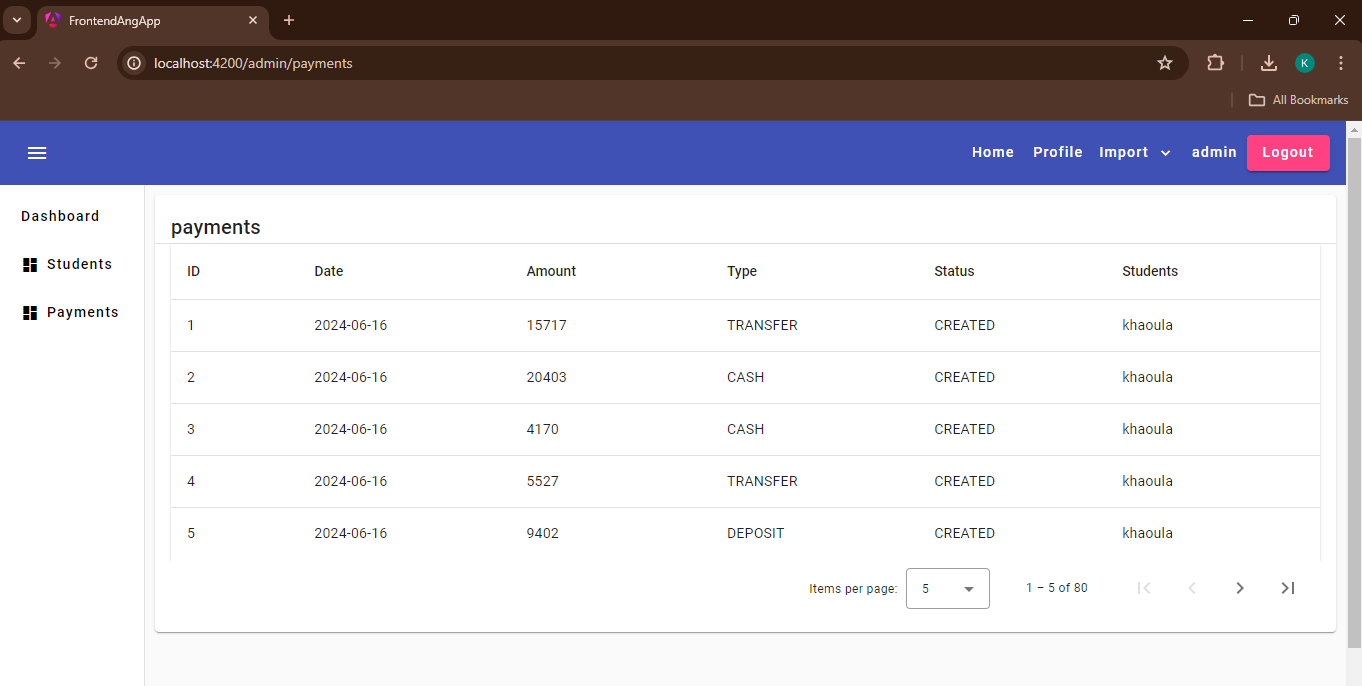 FrontendAngApp
localhost:4200/admin/payments
K
All Bookmarks
Home Profile Import admin Logout
Dashboard
Students
Payments
payments
ID Date Amount Type Status Students
1 2024-06-16 15717 TRANSFER CREATED khaoula
2 2024-06-16 20403 CASH CREATED khaoula
3 2024-06-16 4170 CASH CREATED khaoula
4 2024-06-16 5527 TRANSFER CREATED khaoula
5 2024-06-16 9402 DEPOSIT CREATED khaoula
Items per page: 5 1 – 5 of 80